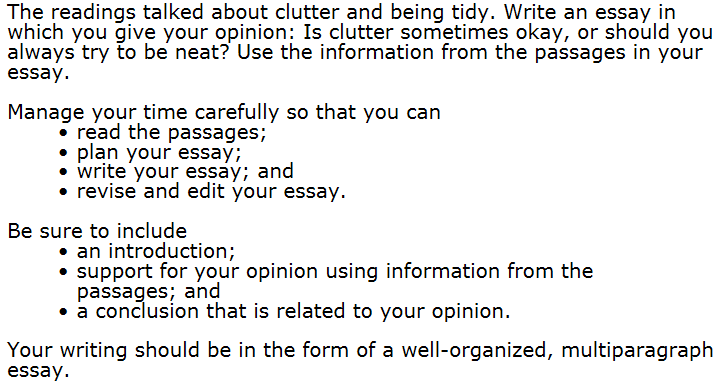 The readings talked about clutter and being tidy. Write an essay in
which you give your opinion: Is clutter sometimes okay, or should you
always try to be neat? Use the information from the passages in your
essay.
Manage your time carefully so that you can
• read the passages;
• plan your essay;
• write your essay; and
• revise and edit your essay.
Be sure to include
• an introduction;
• support for your opinion using information from the
passages; and
• a conclusion that is related to your opinion.
Your writing should be in the form of a well-organized, multiparagraph
essay.